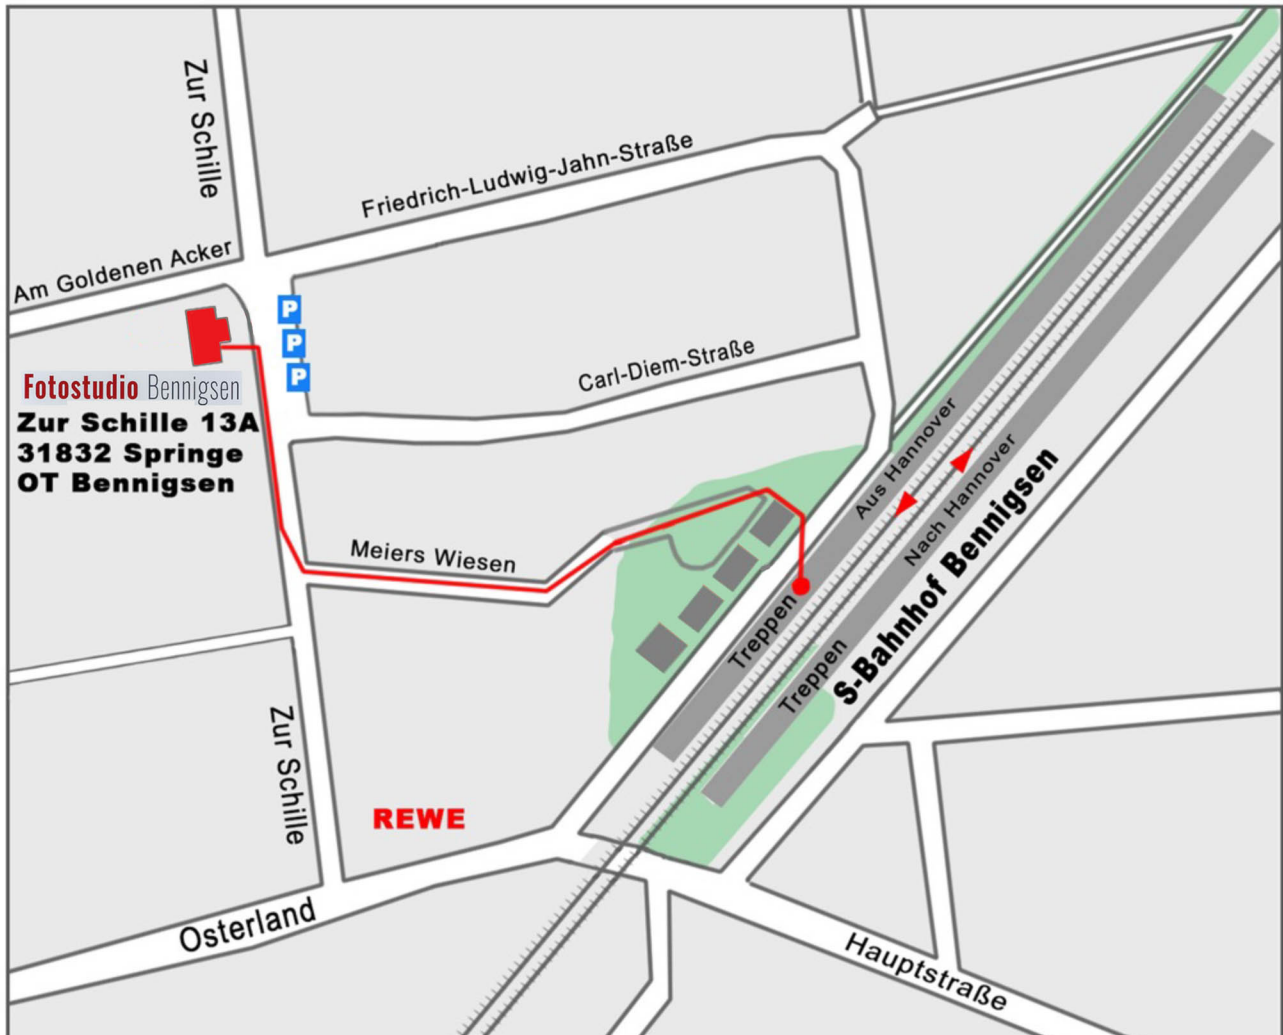 Zur Schille
Friedrich-Ludwig-Jahn-Straße
Am Goldenen Acker
P
P
P
Fotostudio Bennigsen
Zur Schille 13A
31832 Springe
OT Bennigsen
Carl-Diem-Straße
Aus Hannover
Nach Hannover
S-Bahnhof Bennigsen
Meiers Wiesen
Treppen
Treppen
Zur Schille
REWE
Osterland
Hauptstraße